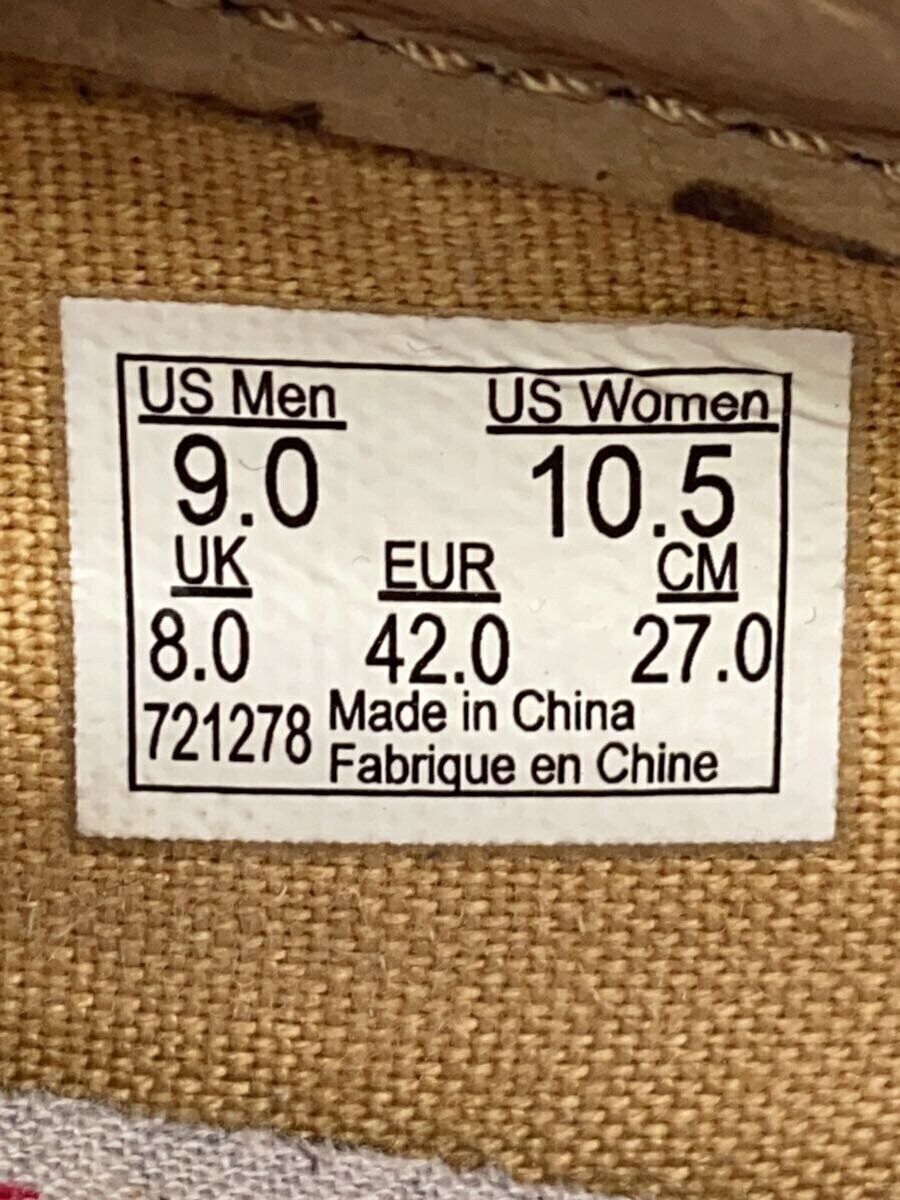 US Men US Women
9.0 10.5
UK EUR CM
8.0 42.0 27.0
721278 Made in China
Fabrique en Chine